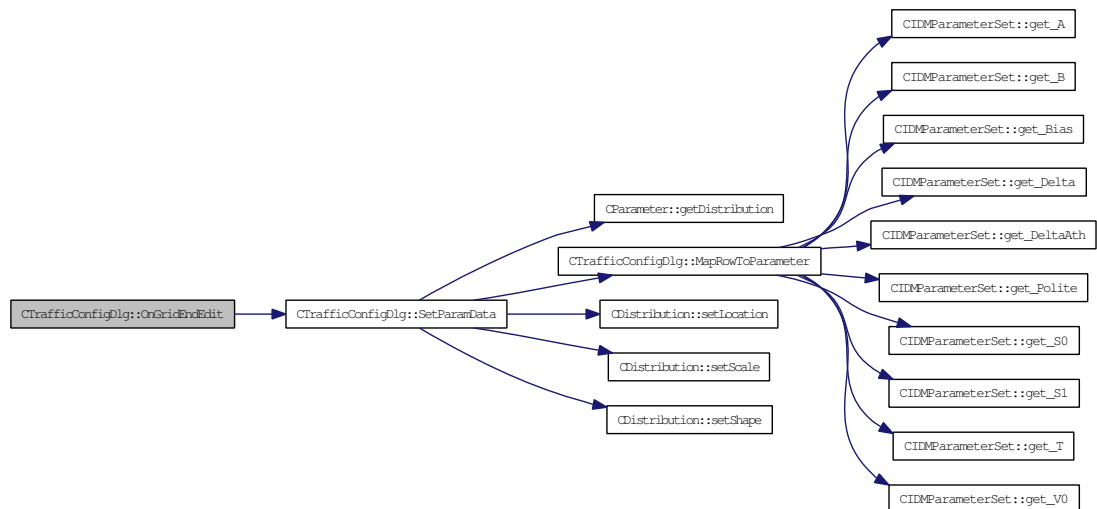 CIDMParameterSet::get_A
CIDMParameterSet::get_B
CIDMParameterSet::get_Bias
CIDMParameterSet::get_Delta
CParameter::getDistribution
CIDMParameterSet::get_DeltaAth
CTrafficConfigDlg::MapRowToParameter
CIDMParameterSet::get_Polite
CTrafficConfigDlg::OnGridEndEdit
CTrafficConfigDlg::SetParamData
CDistribution::setLocation
CIDMParameterSet::get_S0
CDistribution::setScale
CIDMParameterSet::get_S1
CDistribution::setShape
CIDMParameterSet::get_T
CIDMParameterSet::get_V0